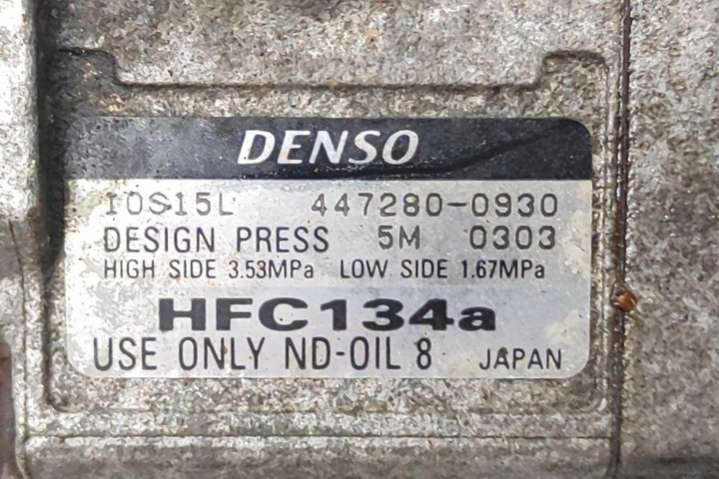 DENSO
10S15L 447280-0930
DESIGN PRESS 5M 0303
HIGH SIDE 3.53MPa LOW SIDE 1.67MPa
HFC134a
USE ONLY ND-OIL 8 JAPAN